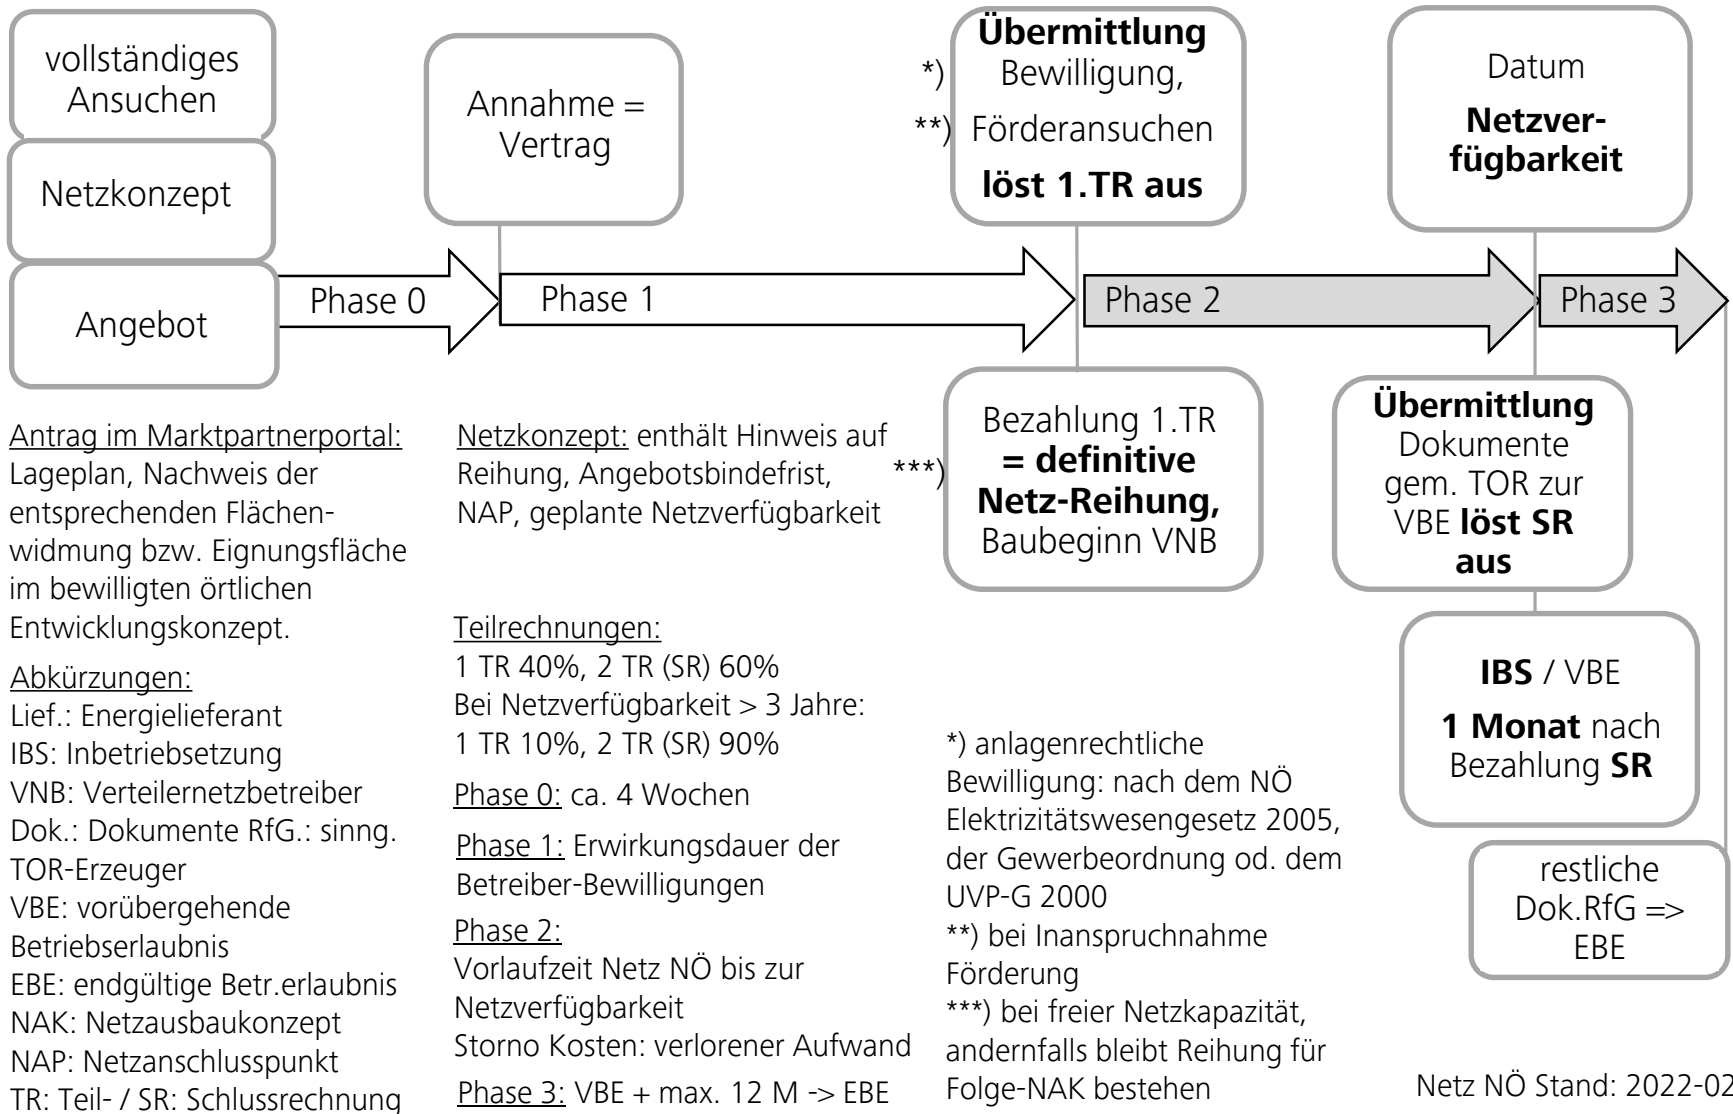 vollständiges
Ansuchen
Netzkonzept
Angebot
Annahme =
Vertrag
Übermittlung
*) Bewilligung,
**) Förderansuchen
löst 1.TR aus
Datum
Netzver-
fügbarkeit
Phase 0
Phase 1
Phase 2
Phase 3
***)
Bezahlung 1.TR
= definitive
Netz-Reihung,
Baubeginn VNB
Übermittlung
Dokumente
gem. TOR zur
VBE löst SR
aus
IBS / VBE
1 Monat nach
Bezahlung SR
restliche
Dok.RfG =>
EBE
Antrag im Marktpartnerportal:
Lageplan, Nachweis der
entsprechenden Flächen-
widmung bzw. Eignungsfläche
im bewilligten örtlichen
Entwicklungskonzept.
Abkürzungen:
Lief.: Energielieferant
IBS: Inbetriebsetzung
VNB: Verteilernetzbetreiber
Dok.: Dokumente RfG.: sinng.
TOR-Erzeuger
VBE: vorübergehende
Betriebserlaubnis
EBE: endgültige Betr.erlaubnis
NAK: Netzausbaukonzept
NAP: Netzanschlusspunkt
TR: Teil- / SR: Schlussrechnung
Netzkonzept: enthält Hinweis auf
Reihung, Angebotsbindefrist,
NAP, geplante Netzverfügbarkeit
Teilrechnungen:
1 TR 40%, 2 TR (SR) 60%
Bei Netzverfügbarkeit > 3 Jahre:
1 TR 10%, 2 TR (SR) 90%
Phase 0: ca. 4 Wochen
Phase 1: Erwirkungsdauer der
Betreiber-Bewilligungen
Phase 2:
Vorlaufzeit Netz NÖ bis zur
Netzverfügbarkeit
Storno Kosten: verlorener Aufwand
Phase 3: VBE + max. 12 M -> EBE
*) anlagenrechtliche
Bewilligung: nach dem NÖ
Elektrizitätswesengesetz 2005,
der Gewerbeordnung od. dem
UVP-G 2000
**) bei Inanspruchnahme
Förderung
***) bei freier Netzkapazität,
andernfalls bleibt Reihung für
Folge-NAK bestehen
Netz NÖ Stand: 2022-02